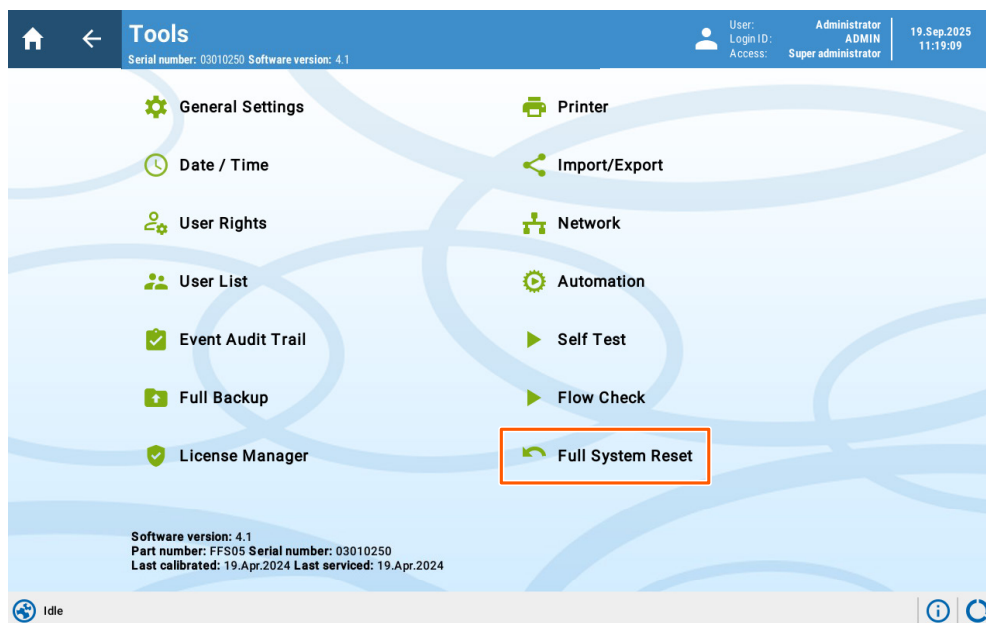 Tools
Serial number: 03010250 Software version: 4.1
User: Administrator
Login ID: ADMIN
Access: Super administrator
19.Sep.2025
11:19:09
General Settings
Printer
Date / Time
Import/Export
User Rights
Network
User List
Automation
Event Audit Trail
Self Test
Full Backup
Flow Check
License Manager
Full System Reset
Software version: 4.1
Part number: FFS05 Serial number: 03010250
Last calibrated: 19.Apr.2024 Last serviced: 19.Apr.2024
Idle